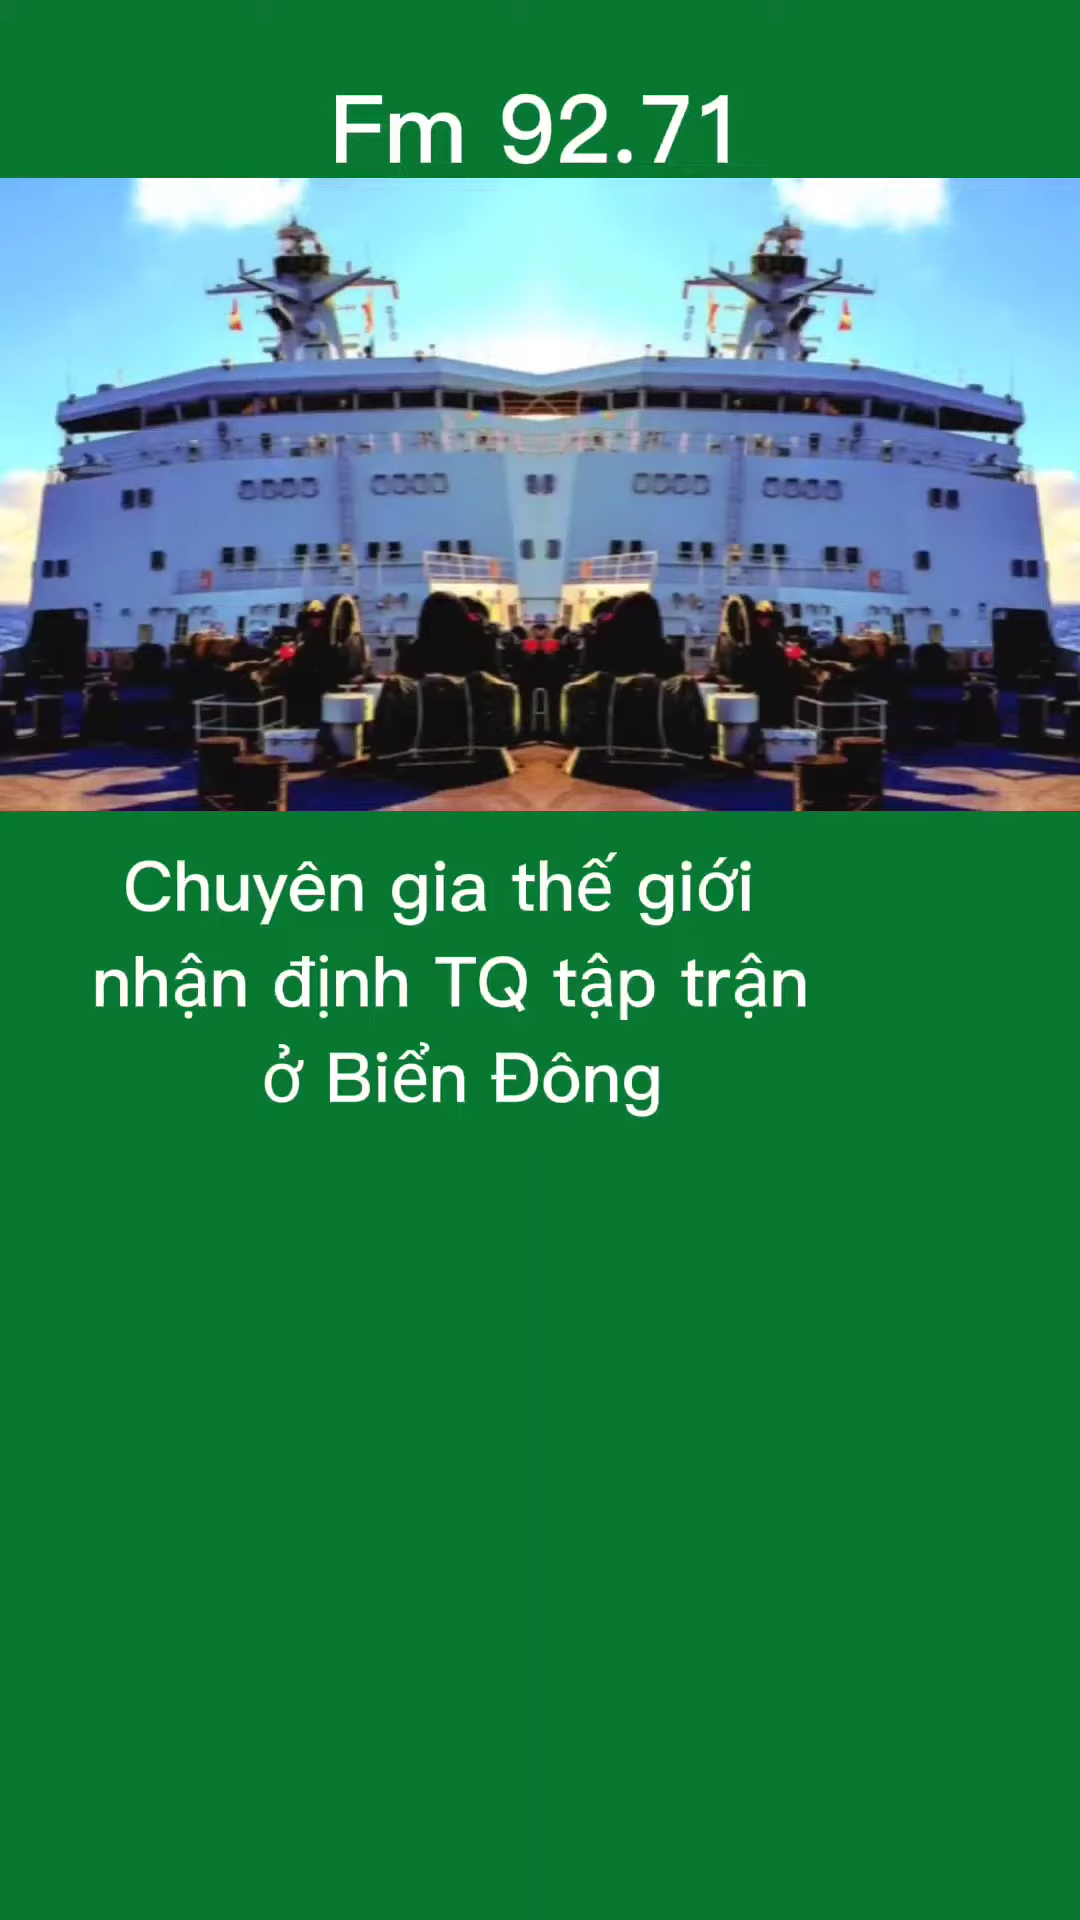 Fm 92.71
Chuyên gia thế giới
nhận định TQ tập trận
ở Biển Đông